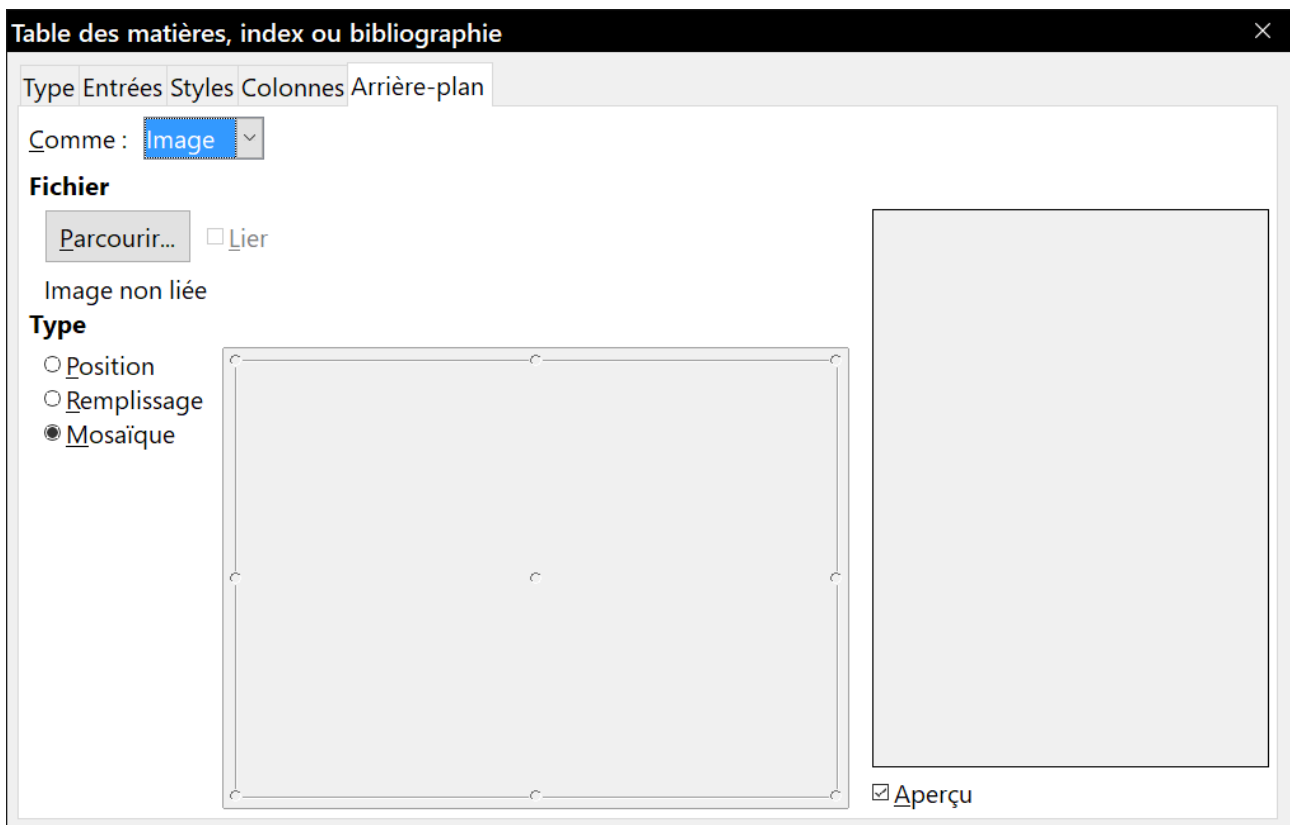 Table des matières, index ou bibliographie
Type Entrées Styles Colonnes Arrière-plan
Comme : Image
Fichier
Parcourir... Lier
Image non liée
Type
Position
Remplissage
Mosaïque
Aperçu